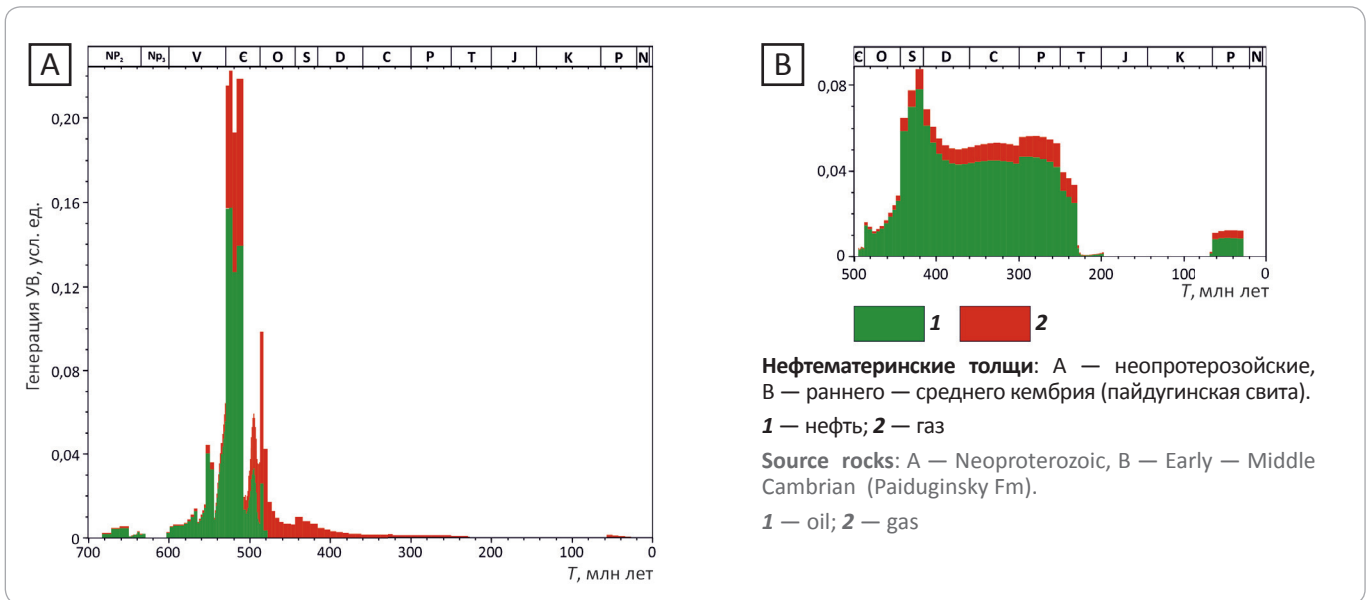 A
NP₂ Np₃ V Є O S D C P T J K P N
Генерация УВ, усл. ед.
0,20
0,16
0,12
0,08
0,04
0
700 600 500 400 300 200 100 0
T, млн лет
B
Є O S D C P T J K P N
0,08
0,04
0
500 400 300 200 100 0
T, млн лет
1 2
Нефтематеринские толщи: А — неопротерозойские,
В — раннего — среднего кембрия (пайдугинская свита).
1 — нефть; 2 — газ
Source rocks: A — Neoproterozoic, B — Early — Middle
Cambrian (Paiduginsky Fm).
1 — oil; 2 — gas